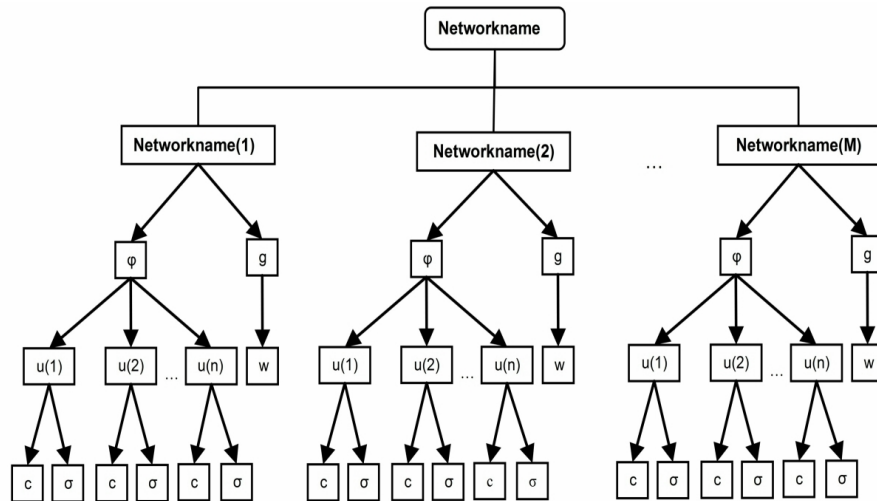 Networkname
Networkname(1) Networkname(2) ... Networkname(M)
φ g φ g φ g
u(1) u(2) ... u(n) w u(1) u(2) ... u(n) w u(1) u(2) ... u(n) w
c σ c σ c σ c σ c σ c σ c σ c σ c σ